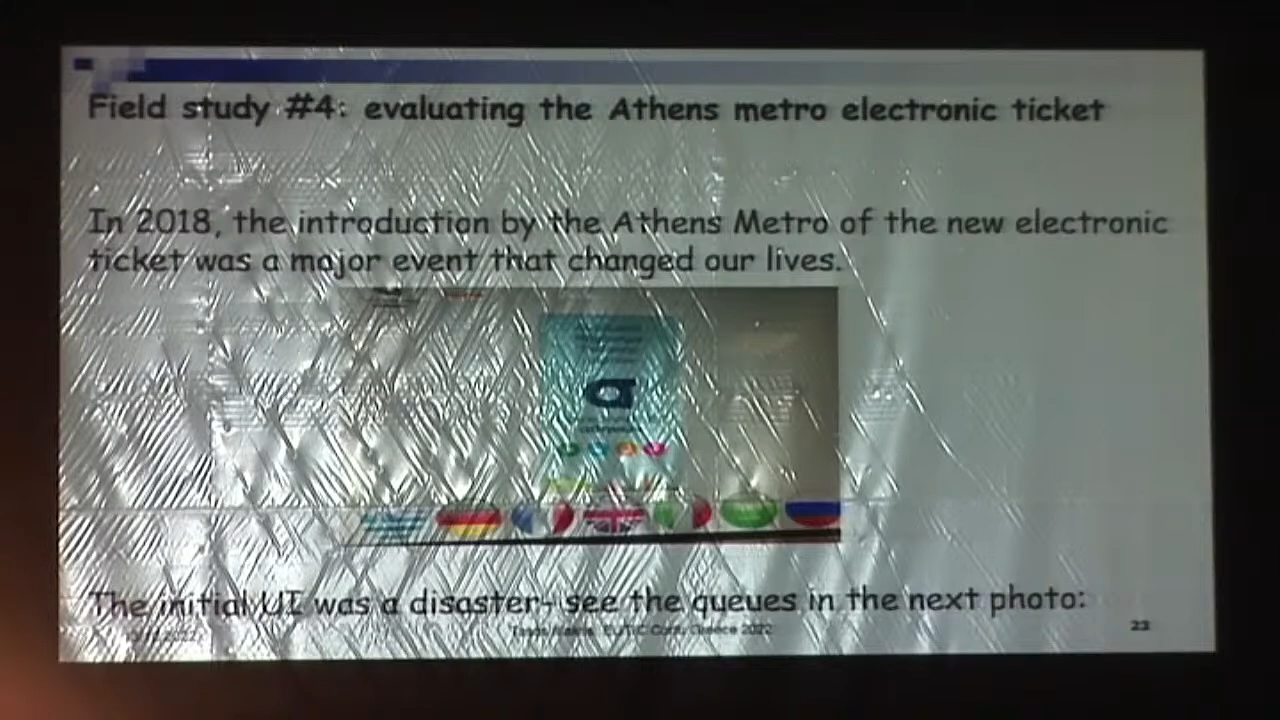 Field study #4: evaluating the Athens metro electronic ticket
In 2018, the introduction by the Athens Metro of the new electronic
ticket was a major event that changed our lives.
The initial UI was a disaster- see the queues in the next photo:
Greece 2022
23